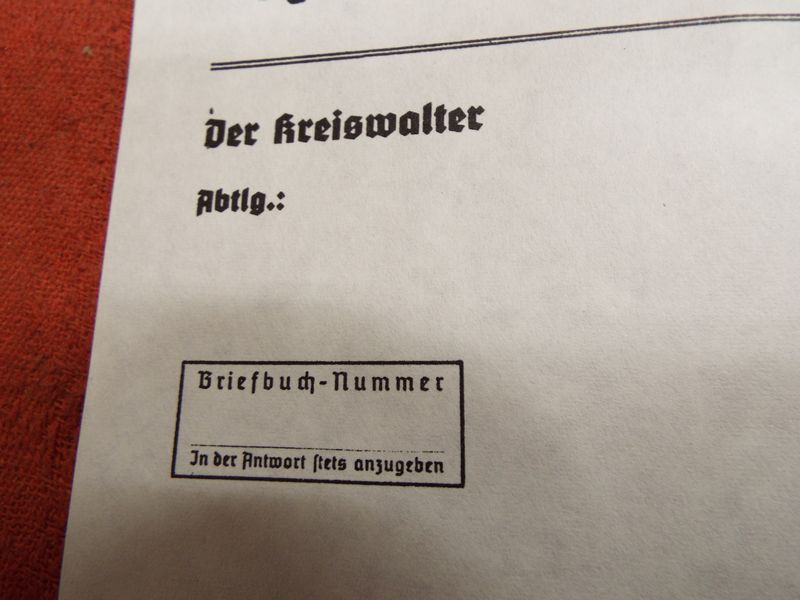 Der Kreiswalter
Abtlg.:
Briefbuch-Nummer
In der Antwort stets anzugeben